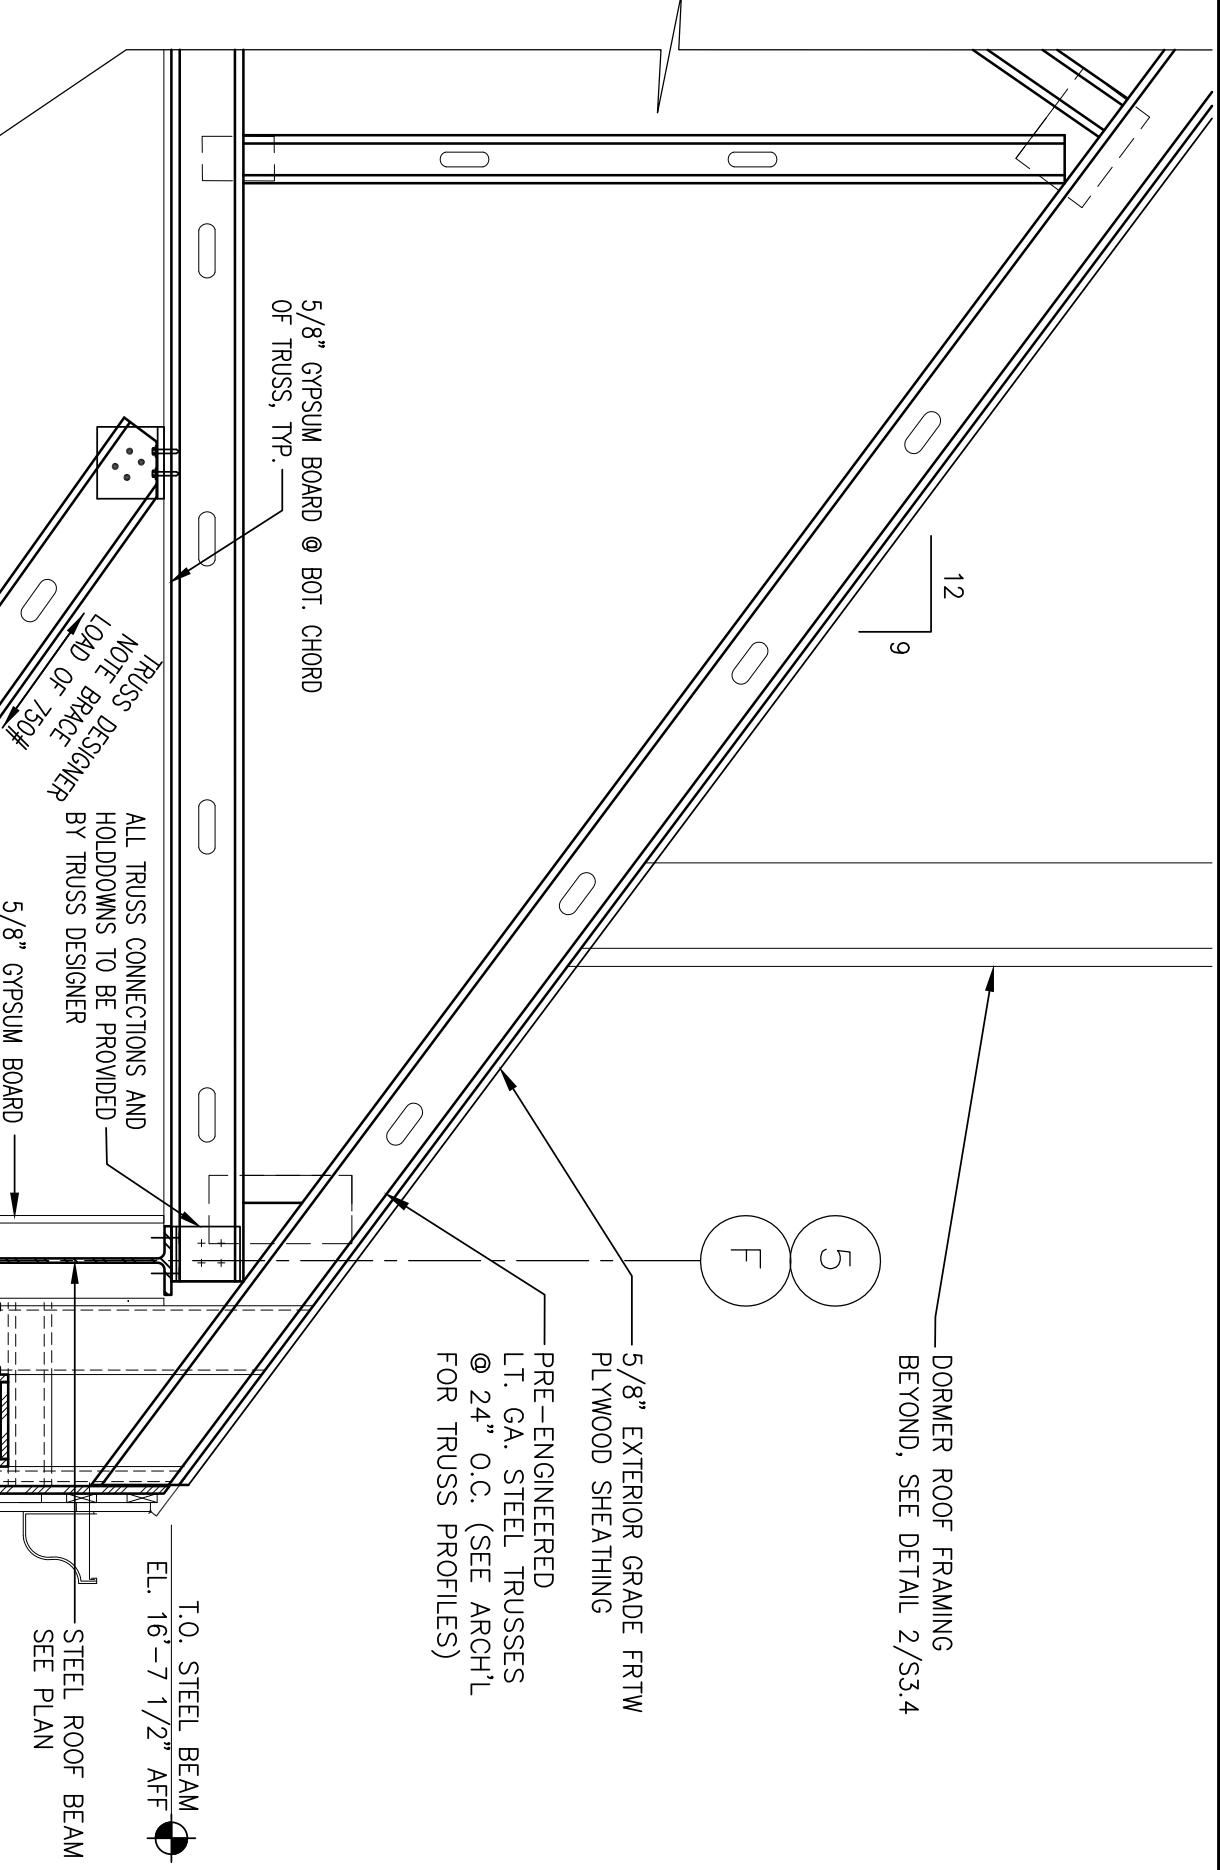 DORMER ROOF FRAMING
BEYOND, SEE DETAIL 2/S3.4
12
9
5
F
5/8" EXTERIOR GRADE FRTW
PLYWOOD SHEATHING
PRE-ENGINEERED
LT. GA. STEEL TRUSSES
@ 24" O.C. (SEE ARCH'L
FOR TRUSS PROFILES)
5/8" GYPSUM BOARD @ BOT. CHORD
OF TRUSS, TYP.
TRUSS DESIGNER
NOTE BRACE
LOAD OF 750#
ALL TRUSS CONNECTIONS AND
HOLDDOWNS TO BE PROVIDED
BY TRUSS DESIGNER
5/8" GYPSUM BOARD
T.O. STEEL BEAM
EL. 16'-7 1/2" AFF
STEEL ROOF BEAM
SEE PLAN